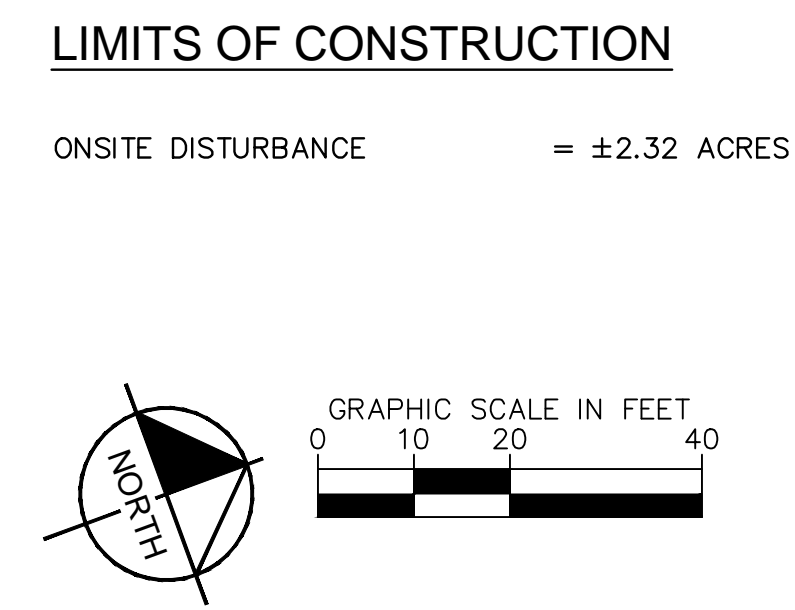 LIMITS OF CONSTRUCTION
ONSITE DISTURBANCE = ±2.32 ACRES
NORTH
GRAPHIC SCALE IN FEET
0 10 20 40